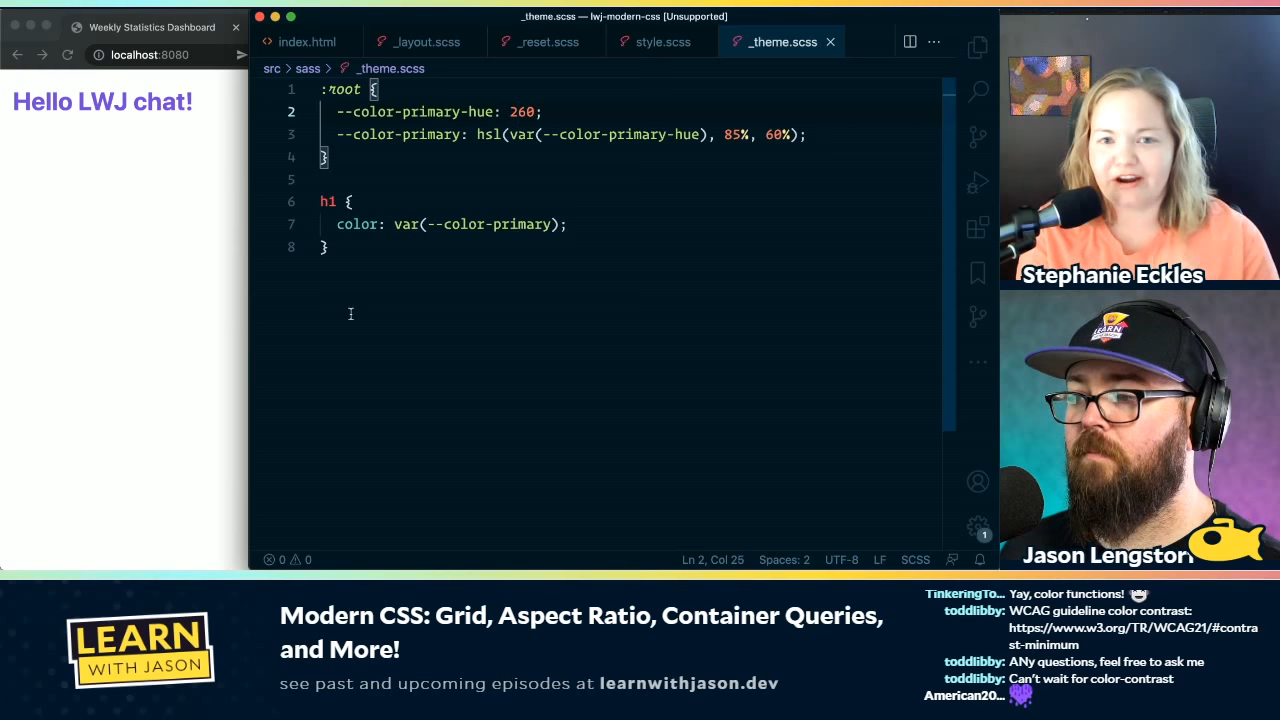 _theme.scss — lwj-modern-css [Unsupported]
Weekly Statistics Dashboard
localhost:8080
Hello LWJ chat!
index.html
_layout.scss
_reset.scss
style.scss
_theme.scss
src > sass > _theme.scss
1 :root {
2 --color-primary-hue: 260;
3 --color-primary: hsl(var(--color-primary-hue), 85%, 60%);
4 }
5
6 h1 {
7 color: var(--color-primary);
8 }
0 0
Ln 2, Col 25 Spaces: 2 UTF-8 LF SCSS
1
Stephanie Eckles
LEARN
Jason Lengstorf
LEARN
WITH JASON
Modern CSS: Grid, Aspect Ratio, Container Queries,
and More!
see past and upcoming episodes at learnwithjason.dev
TinkeringTo... Yay, color functions!
toddlibby: WCAG guideline color contrast:
https://www.w3.org/TR/WCAG21/#contra
st-minimum
toddlibby: ANy questions, feel free to ask me
toddlibby: Can't wait for color-contrast
American20...